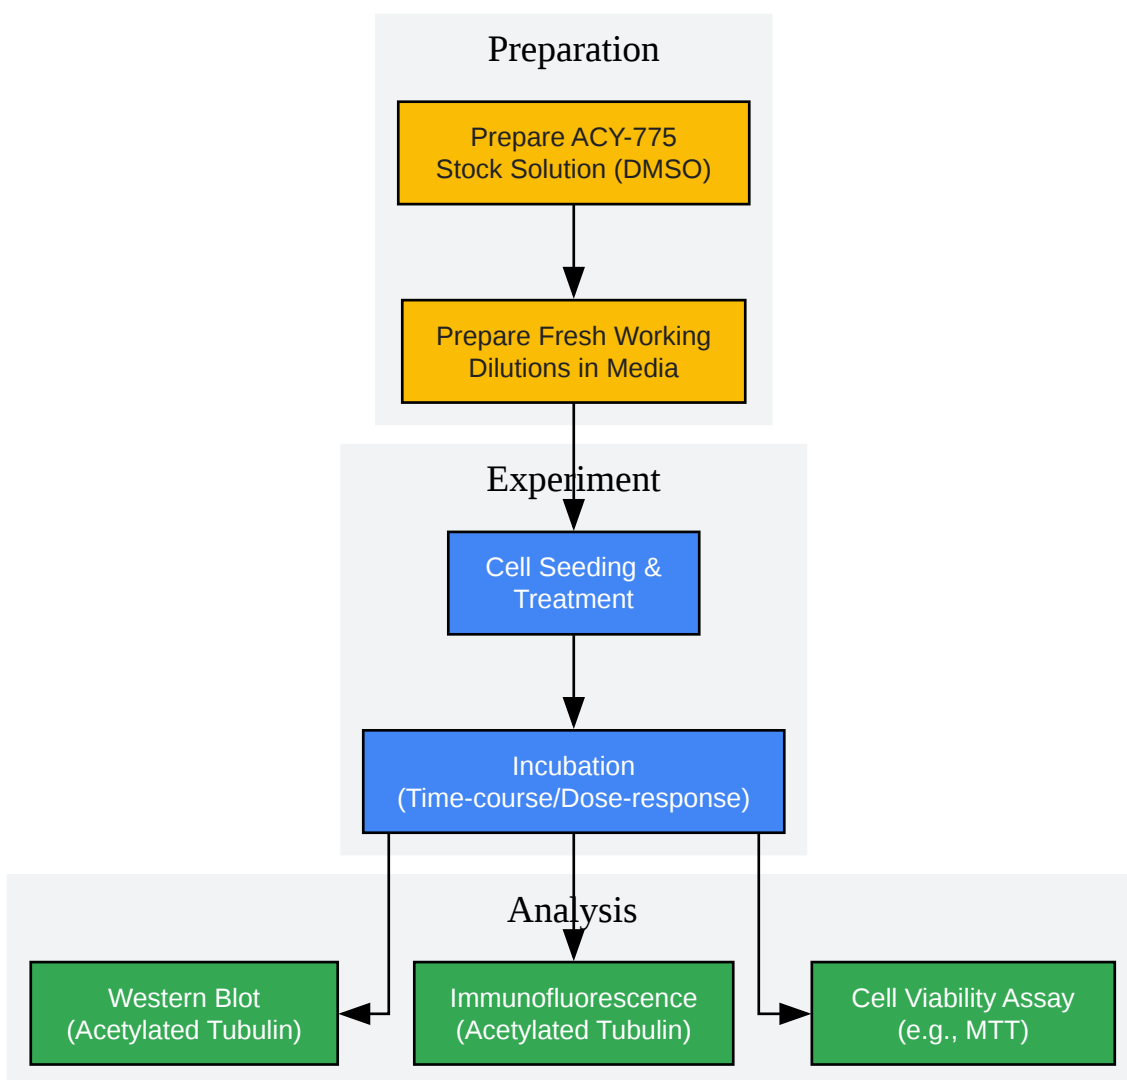 Preparation
Prepare ACY-775
Stock Solution (DMSO)
Prepare Fresh Working
Dilutions in Media
Experiment
Cell Seeding &
Treatment
Incubation
(Time-course/Dose-response)
Analysis
Western Blot
(Acetylated Tubulin)
Immunofluorescence
(Acetylated Tubulin)
Cell Viability Assay
(e.g., MTT)